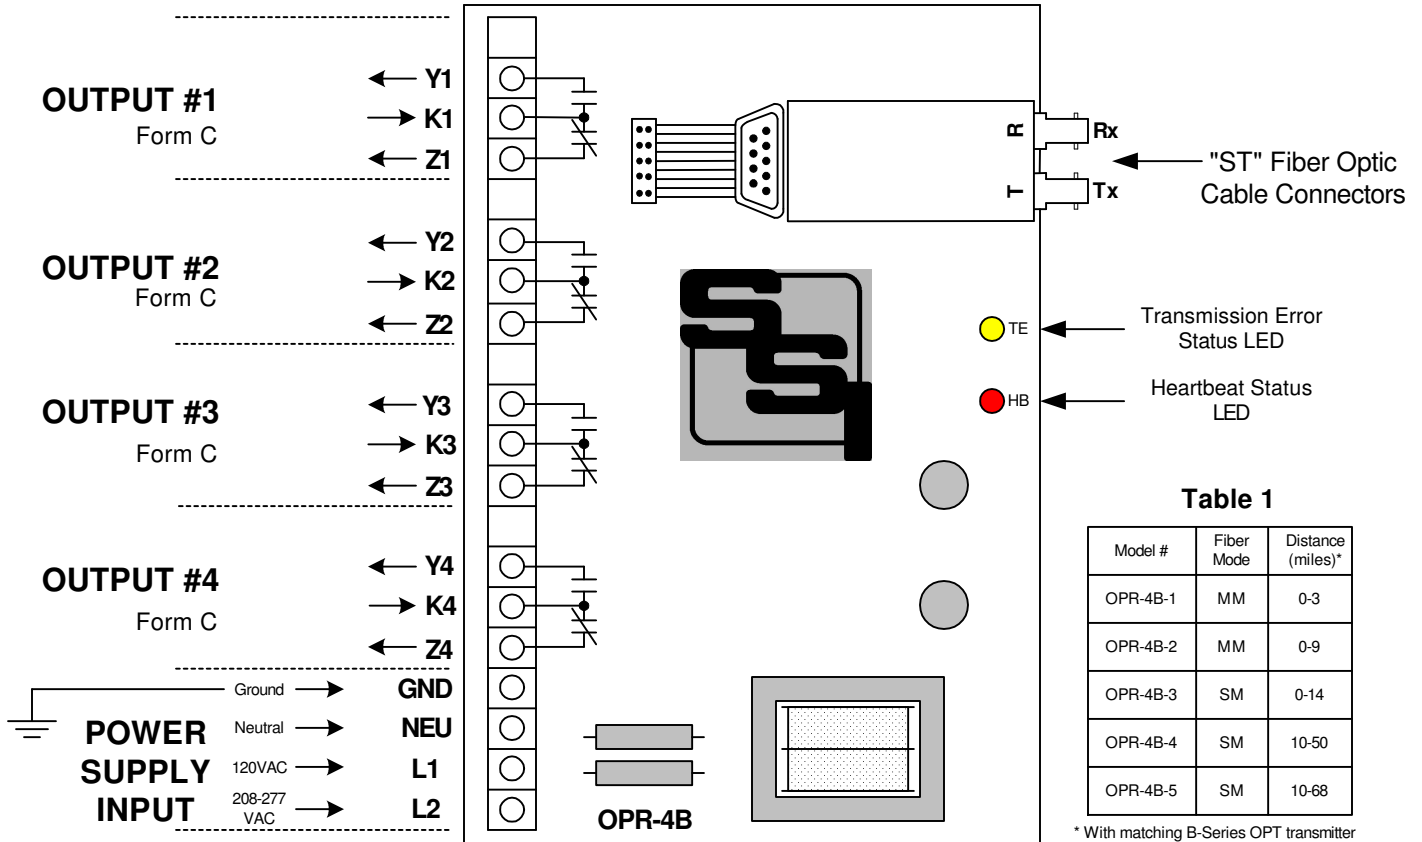 OUTPUT #1
Form C
Y1
K1
Z1
OUTPUT #2
Form C
Y2
K2
Z2
OUTPUT #3
Form C
Y3
K3
Z3
OUTPUT #4
Form C
Y4
K4
Z4
POWER
SUPPLY
INPUT
Ground
GND
Neutral
NEU
120VAC
L1
208-277
VAC
L2
R
T
Rx
Tx
"ST" Fiber Optic
Cable Connectors
SSI
TE
Transmission Error
Status LED
HB
Heartbeat Status
LED
OPR-4B
Table 1
Model # Fiber Mode Distance (miles)*
OPR-4B-1 MM 0-3
OPR-4B-2 MM 0-9
OPR-4B-3 SM 0-14
OPR-4B-4 SM 10-50
OPR-4B-5 SM 10-68
* With matching B-Series OPT transmitter